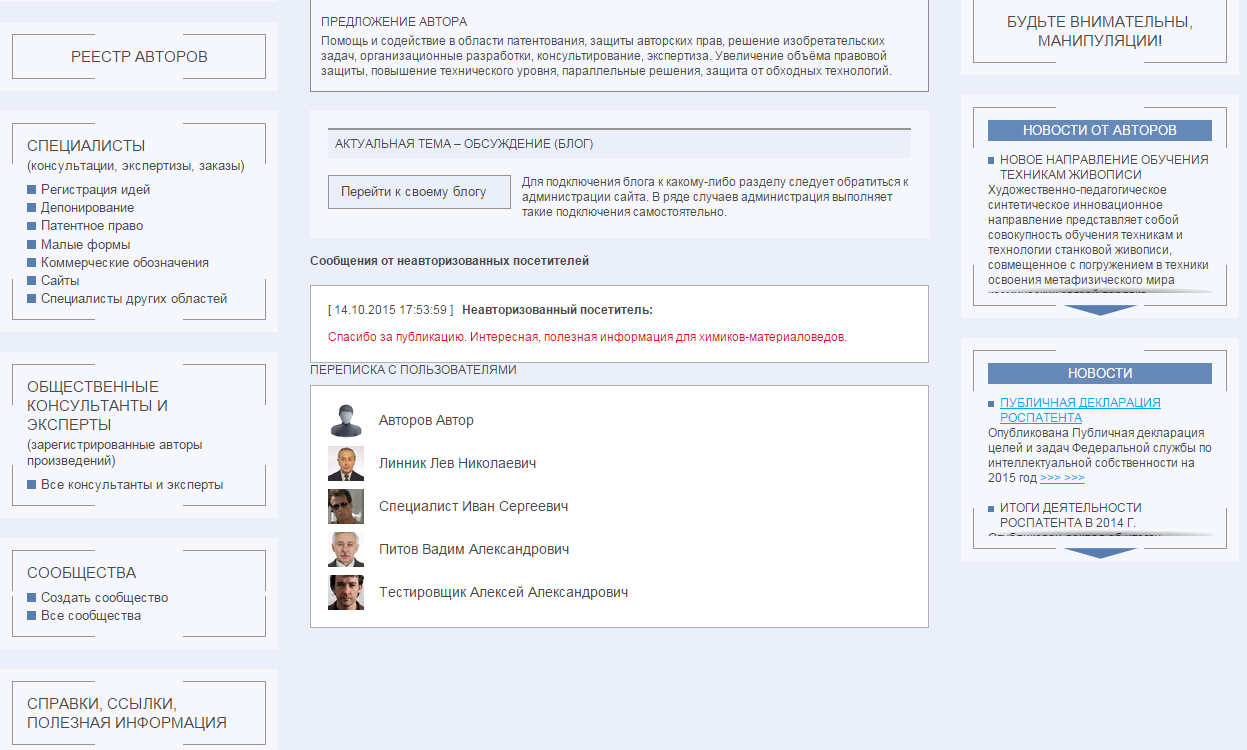 РЕЕСТР АВТОРОВ
СПЕЦИАЛИСТЫ
(консультации, экспертизы, заказы)
Регистрация идей
Депонирование
Патентное право
Малые формы
Коммерческие обозначения
Сайты
Специалисты других областей
ОБЩЕСТВЕННЫЕ
КОНСУЛЬТАНТЫ И
ЭКСПЕРТЫ
(зарегистрированные авторы
произведений)
Все консультанты и эксперты
СООБЩЕСТВА
Создать сообщество
Все сообщества
СПРАВКИ, ССЫЛКИ,
ПОЛЕЗНАЯ ИНФОРМАЦИЯ
ПРЕДЛОЖЕНИЕ АВТОРА
Помощь и содействие в области патентования, защиты авторских прав, решение изобретательских
задач, организационные разработки, консультирование, экспертиза. Увеличение объёма правовой
защиты, повышение технического уровня, параллельные решения, защита от обходных технологий.
АКТУАЛЬНАЯ ТЕМА – ОБСУЖДЕНИЕ (БЛОГ)
Перейти к своему блогу
Для подключения блога к какому-либо разделу следует обратиться к
администрации сайта. В ряде случаев администрация выполняет
такие подключения самостоятельно.
Сообщения от неавторизованных посетителей
[ 14.10.2015 17:53:59 ] Неавторизованный посетитель:
Спасибо за публикацию. Интересная, полезная информация для химиков-материаловедов.
ПЕРЕПИСКА С ПОЛЬЗОВАТЕЛЯМИ
Авторов Автор
Линник Лев Николаевич
Специалист Иван Сергеевич
Питов Вадим Александрович
Тестировщик Алексей Александрович
БУДЬТЕ ВНИМАТЕЛЬНЫ,
МАНИПУЛЯЦИИ!
НОВОСТИ ОТ АВТОРОВ
НОВОЕ НАПРАВЛЕНИЕ ОБУЧЕНИЯ
ТЕХНИКАМ ЖИВОПИСИ
Художественно-педагогическое
синтетическое инновационное
направление представляет собой
совокупность обучения техникам и
технологии станковой живописи,
совмещенное с погружением в техники
освоения метафизического мира
НОВОСТИ
ПУБЛИЧНАЯ ДЕКЛАРАЦИЯ
РОСПАТЕНТА
Опубликована Публичная декларация
целей и задач Федеральной службы по
интеллектуальной собственности на
2015 год >>> >>>
ИТОГИ ДЕЯТЕЛЬНОСТИ
РОСПАТЕНТА В 2014 Г.